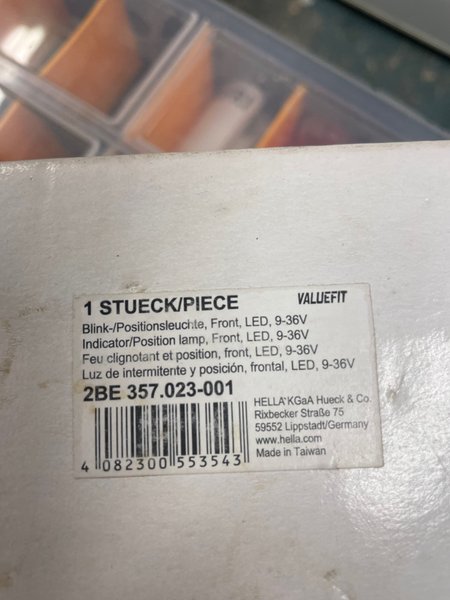 1 STUECK/PIECE VALUEFIT
Blink-/Positionsleuchte, Front, LED, 9-36V
Indicator/Position lamp, Front, LED, 9-36V
Feu clignotant et position, front, LED, 9-36V
Luz de intermitente y posición, frontal, LED, 9-36V
2BE 357.023-001
HELLA KGaA Hueck & Co.
Rixbecker Straße 75
59552 Lippstadt/Germany
www.hella.com
Made in Taiwan
4 082300 553543